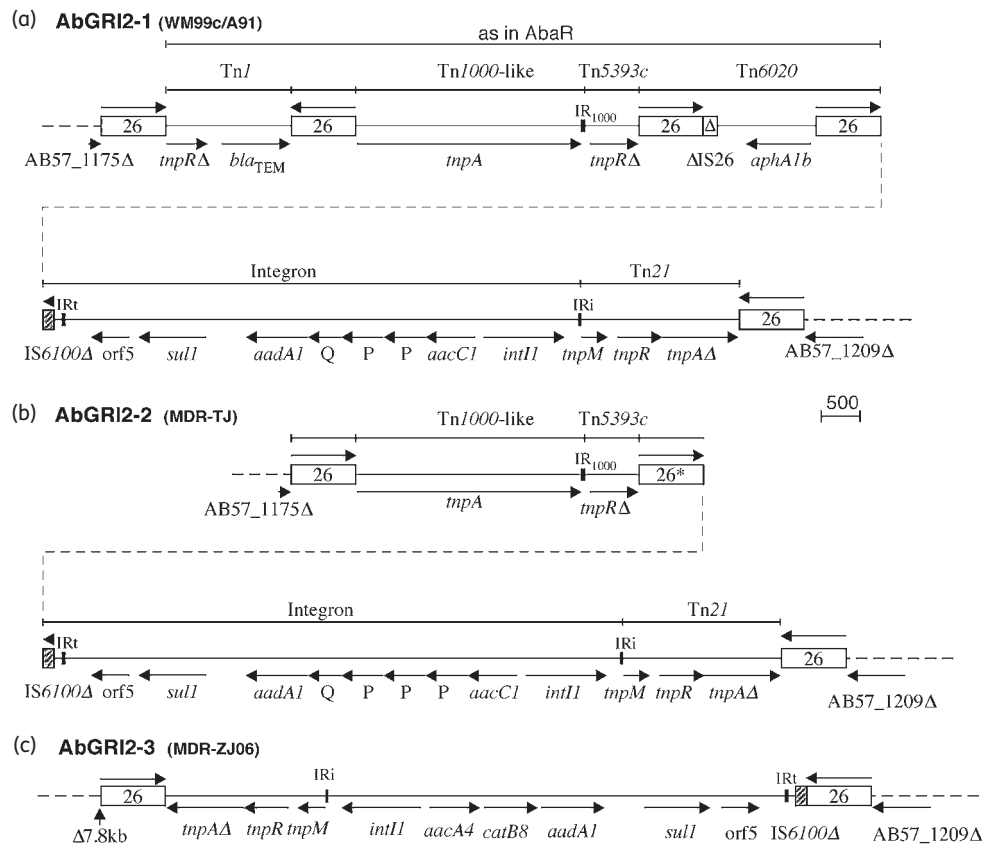 (a) AbGRI2-1 (WM99c/A91)
as in AbaR
Tn1 Tn1000-like Tn5393c Tn6020
IR1000
26 26 26 Δ 26
AB57_1175Δ tnpRΔ blaTEM tnpA tnpRΔ ΔIS26 aphA1b
Integron Tn21
IRt IRi
26
IS6100Δ orf5 sul1 aadA1 Q P P aacC1 intI1 tnpM tnpR tnpAΔ AB57_1209Δ
(b) AbGRI2-2 (MDR-TJ)
500
Tn1000-like Tn5393c
IR1000
26 26*
AB57_1175Δ tnpA tnpRΔ
Integron Tn21
IRt IRi
26
IS6100Δ orf5 sul1 aadA1 Q P P P aacC1 intI1 tnpM tnpR tnpAΔ AB57_1209Δ
(c) AbGRI2-3 (MDR-ZJ06)
IRi IRt
26 26
Δ7.8kb tnpAΔ tnpR tnpM intI1 aacA4 catB8 aadA1 sul1 orf5 IS6100Δ AB57_1209Δ